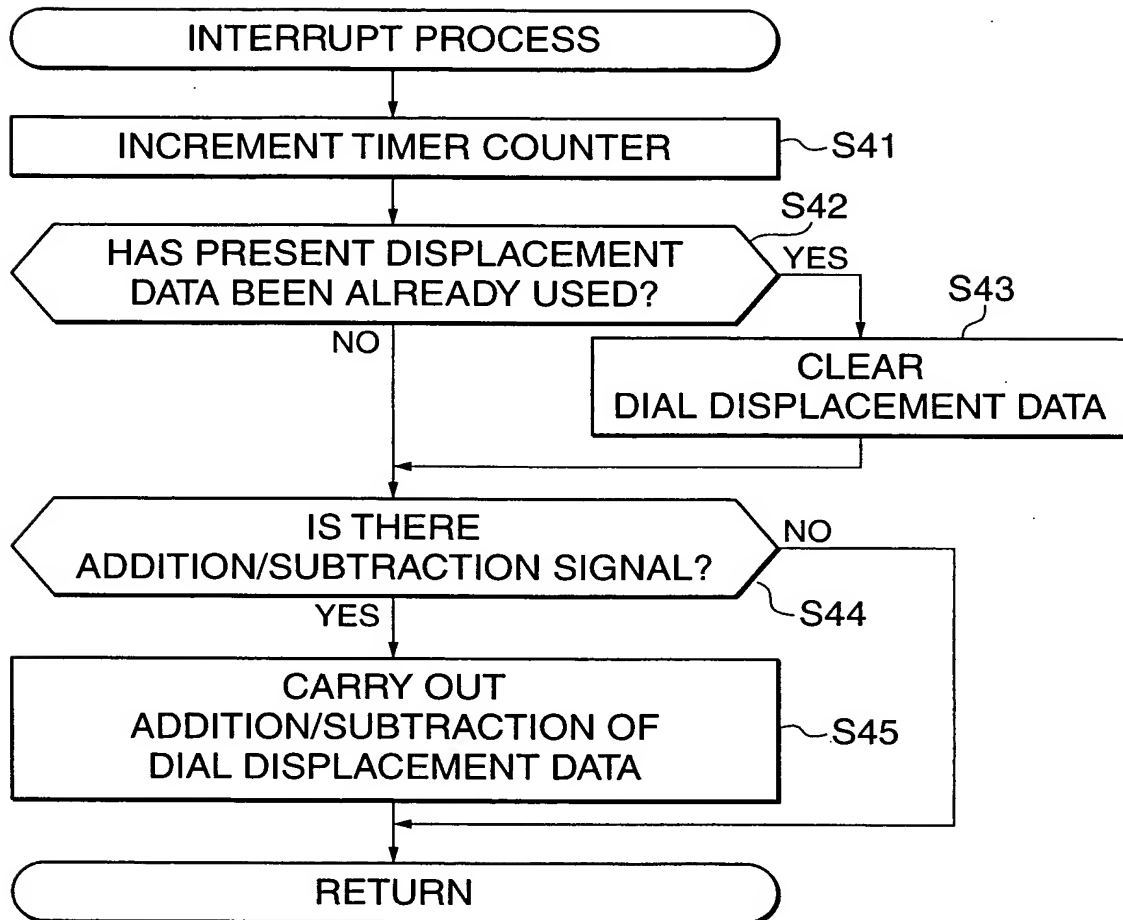 INTERRUPT PROCESS
INCREMENT TIMER COUNTER
S41
S42
HAS PRESENT DISPLACEMENT
DATA BEEN ALREADY USED?
YES
NO
S43
CLEAR
DIAL DISPLACEMENT DATA
IS THERE
ADDITION/SUBTRACTION SIGNAL?
NO
YES
S44
CARRY OUT
ADDITION/SUBTRACTION OF
DIAL DISPLACEMENT DATA
S45
RETURN